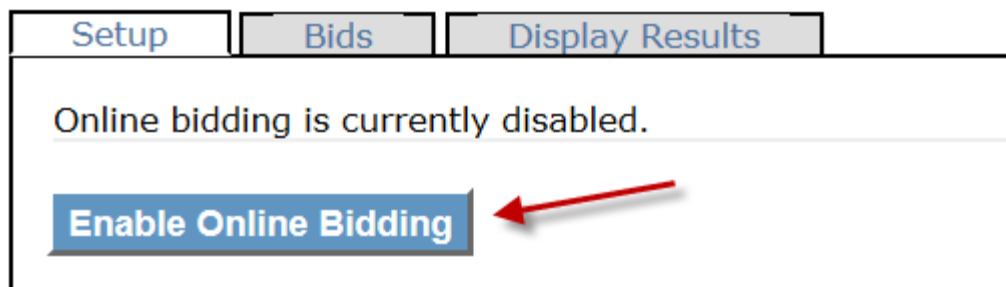 Setup Bids Display Results
Online bidding is currently disabled.
Enable Online Bidding